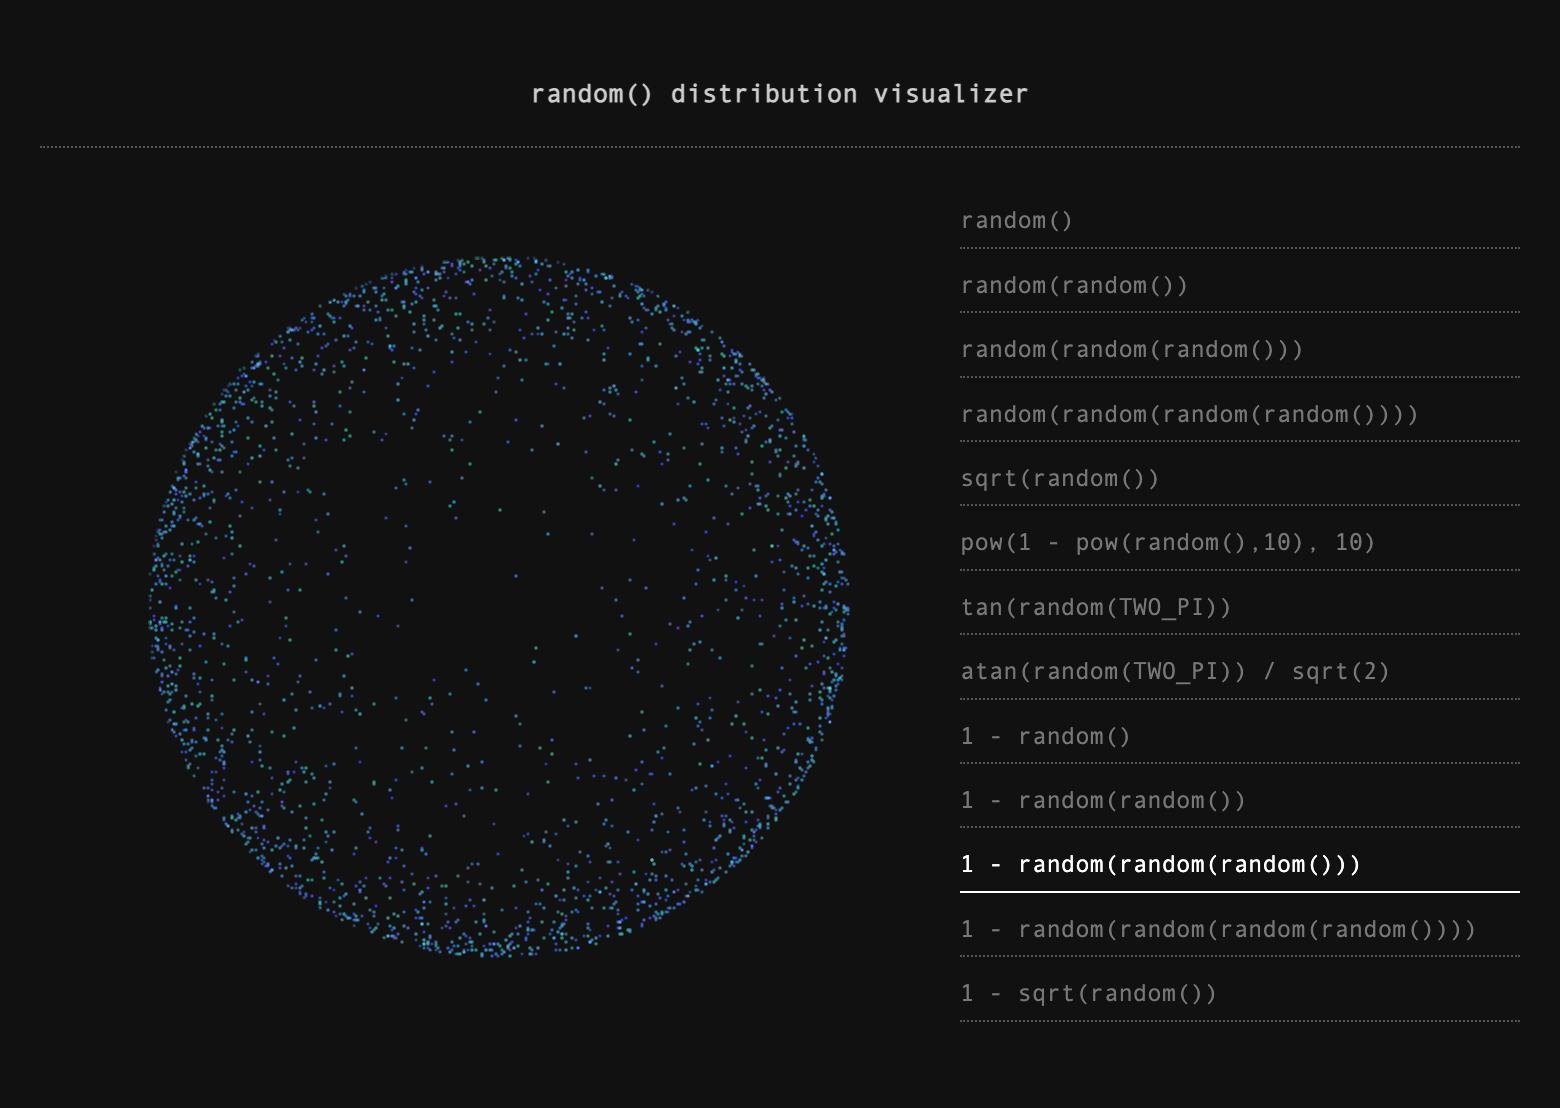 random() distribution visualizer
random()
random(random())
random(random(random()))
random(random(random(random())))
sqrt(random())
pow(1 - pow(random(),10), 10)
tan(random(TWO_PI))
atan(random(TWO_PI)) / sqrt(2)
1 - random()
1 - random(random())
1 - random(random(random()))
1 - random(random(random(random())))
1 - sqrt(random())